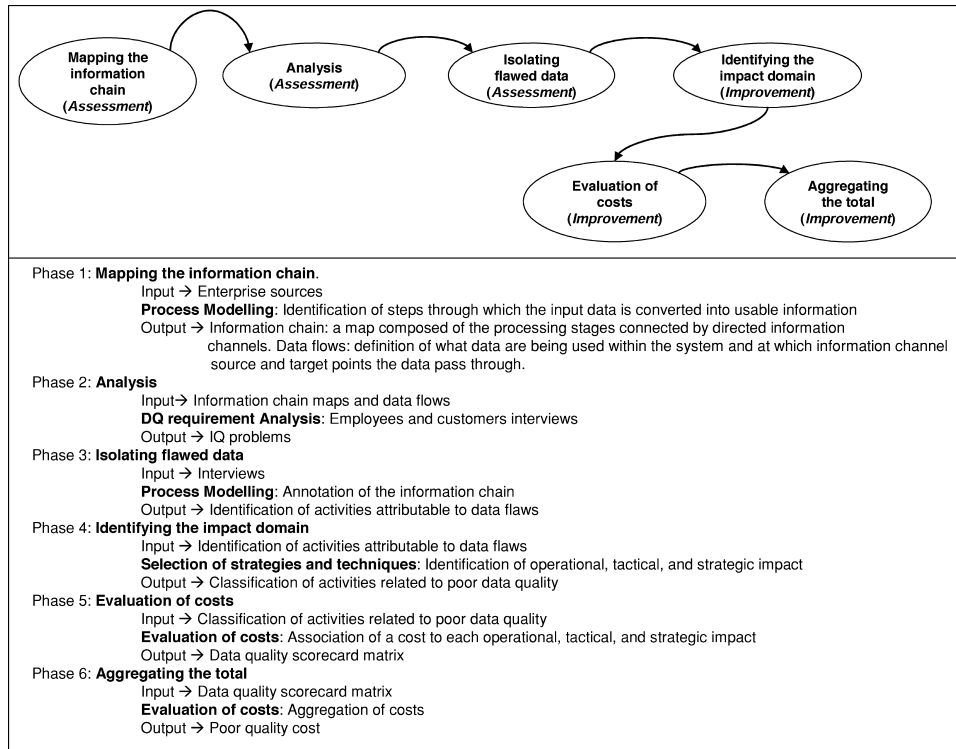 Mapping the
information
chain
(Assessment)
Analysis
(Assessment)
Isolating
flawed data
(Assessment)
Identifying the
impact domain
(Improvement)
Evaluation of
costs
(Improvement)
Aggregating
the total
(Improvement)
Phase 1: Mapping the information chain.
Input → Enterprise sources
Process Modelling: Identification of steps through which the input data is converted into usable information
Output → Information chain: a map composed of the processing stages connected by directed information
channels. Data flows: definition of what data are being used within the system and at which information channel
source and target points the data pass through.
Phase 2: Analysis
Input→ Information chain maps and data flows
DQ requirement Analysis: Employees and customers interviews
Output → IQ problems
Phase 3: Isolating flawed data
Input → Interviews
Process Modelling: Annotation of the information chain
Output → Identification of activities attributable to data flaws
Phase 4: Identifying the impact domain
Input → Identification of activities attributable to data flaws
Selection of strategies and techniques: Identification of operational, tactical, and strategic impact
Output → Classification of activities related to poor data quality
Phase 5: Evaluation of costs
Input → Classification of activities related to poor data quality
Evaluation of costs: Association of a cost to each operational, tactical, and strategic impact
Output → Data quality scorecard matrix
Phase 6: Aggregating the total
Input → Data quality scorecard matrix
Evaluation of costs: Aggregation of costs
Output → Poor quality cost